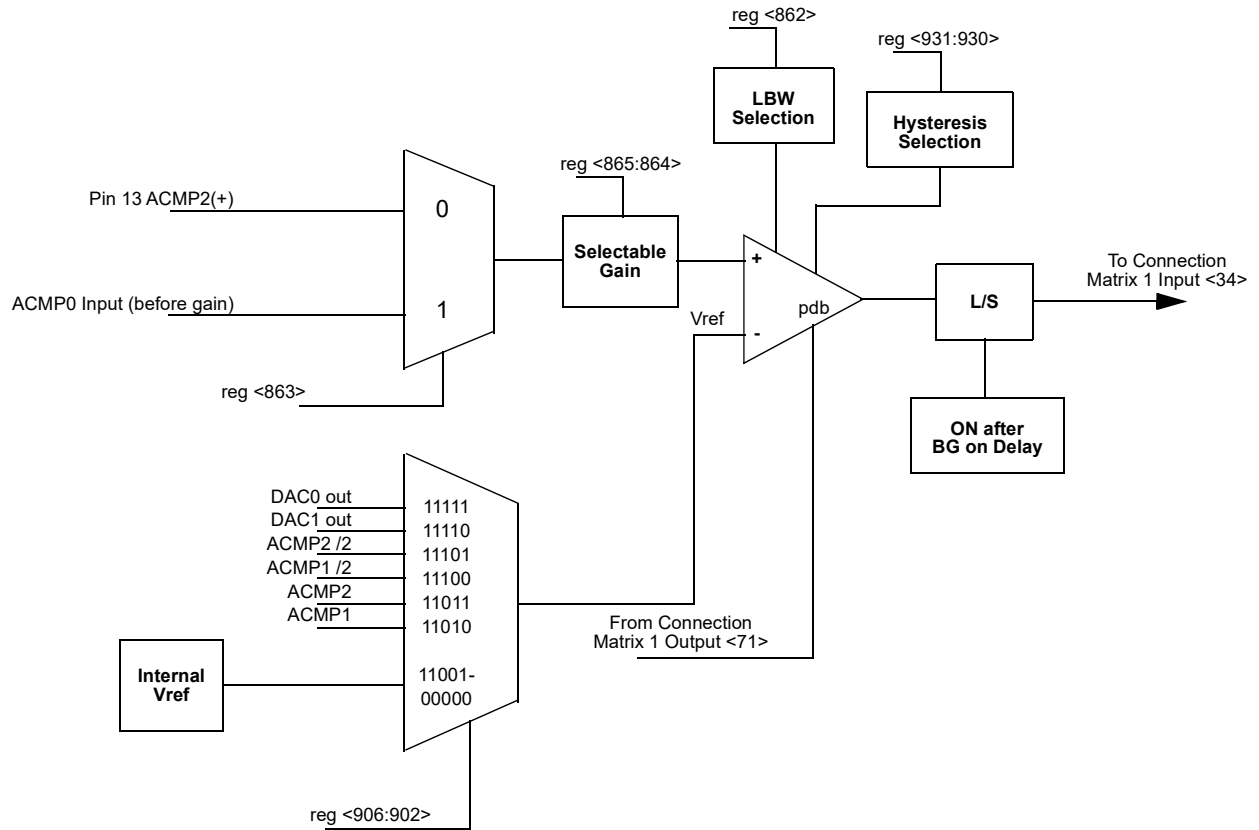 reg <862>
reg <931:930>
LBW
Selection
Hysteresis
Selection
reg <865:864>
Pin 13 ACMP2(+)
0
Selectable
Gain
+
To Connection
Matrix 1 Input <34>
ACMP0 Input (before gain)
1
L/S
pdb
Vref
-
reg <863>
ON after
BG on Delay
DAC0 out
11111
DAC1 out
11110
ACMP2 /2
11101
ACMP1 /2
11100
ACMP2
11011
ACMP1
11010
From Connection
Matrix 1 Output <71>
Internal
Vref
11001-
00000
reg <906:902>